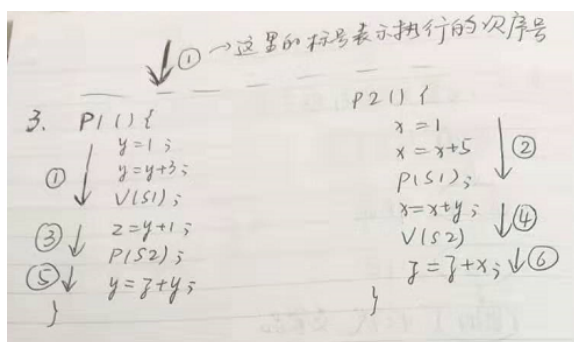 ① →这里的标号表示执行的次序号
3. P1(){
y=1;
y=y+3;
V(S1);
①
z=y+1;
③
P(S2);
⑤
y=z+y;
}
P2(){
x=1
x=x+5
②
P(S1);
x=x+y;
④
V(S2)
z=z+x; ⑥
}